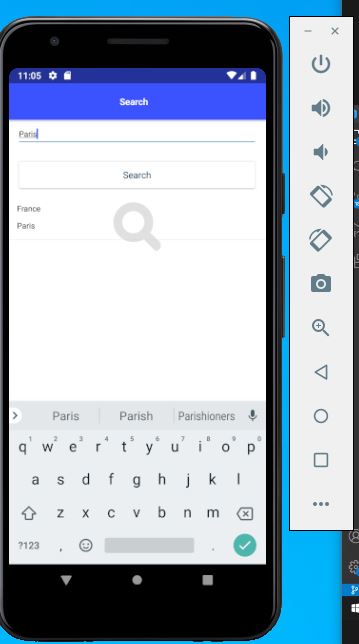 11:05
Search
Paris
Search
France
Paris
Paris Parish Parishioners
q1 w2 e3 r4 t5 y6 u7 i8 o9 p0
a s d f g h j k l
z x c v b n m
?123 , .